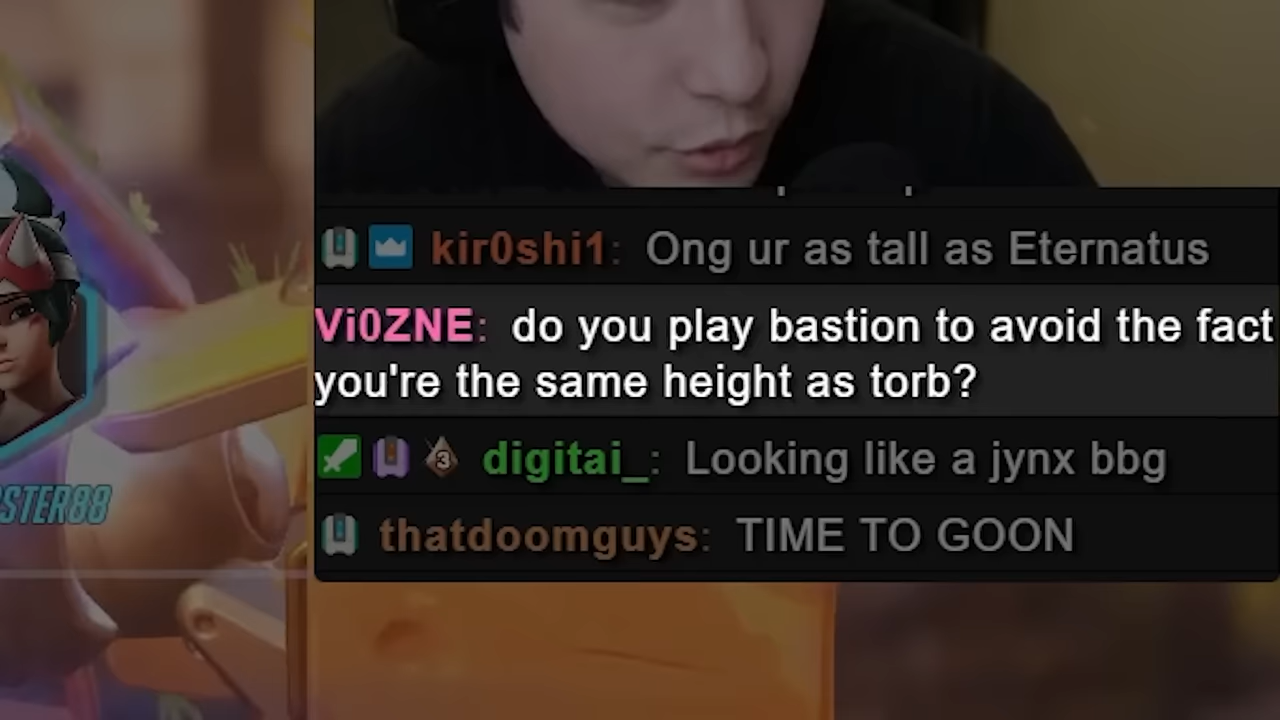 kir0shi1: Ong ur as tall as Eternatus
Vi0ZNE: do you play bastion to avoid the fact
you're the same height as torb?
3 digitai_: Looking like a jynx bbg
thatdoomguys: TIME TO GOON
STER88